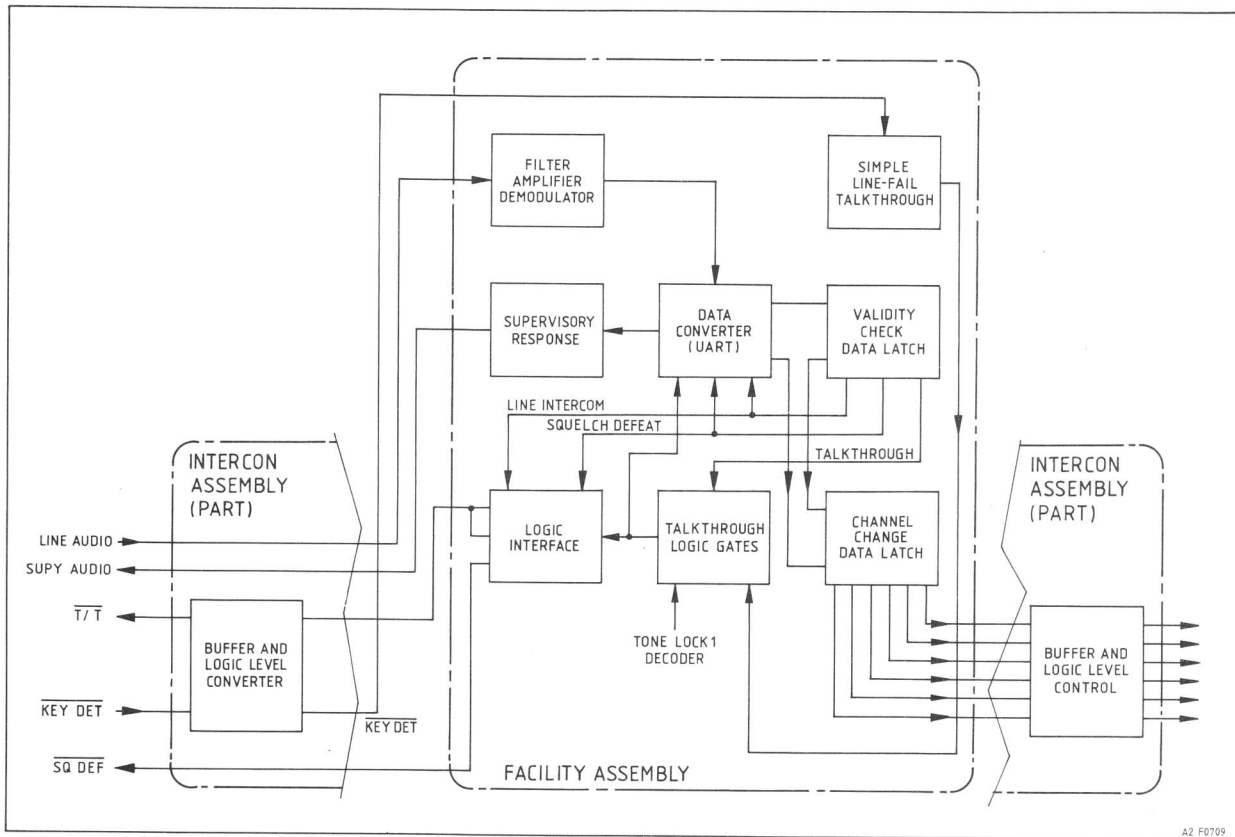 FILTER
AMPLIFIER
DEMODULATOR
SIMPLE
LINE-FAIL
TALKTHROUGH
SUPERVISORY
RESPONSE
DATA
CONVERTER
(UART)
VALIDITY
CHECK
DATA LATCH
LINE INTERCOM
SQUELCH DEFEAT
TALKTHROUGH
INTERCON
ASSEMBLY
(PART)
INTERCON
ASSEMBLY
(PART)
LOGIC
INTERFACE
TALKTHROUGH
LOGIC GATES
CHANNEL
CHANGE
DATA LATCH
LINE AUDIO
SUPY AUDIO
T/T
BUFFER AND
LOGIC LEVEL
CONVERTER
TONE LOCK1
DECODER
BUFFER AND
LOGIC LEVEL
CONTROL
KEY DET
KEY DET
SQ DEF
FACILITY ASSEMBLY
A2 F0709